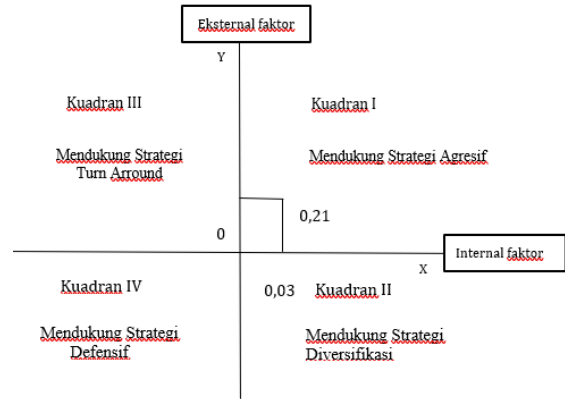 Eksternal faktor
Y
Kuadran III
Kuadran I
Mendukung Strategi
Turn Arround
Mendukung Strategi Agresif
0,21
0
Internal faktor
X
Kuadran IV
0,03
Kuadran II
Mendukung Strategi
Defensif
Mendukung Strategi
Diversifikasi